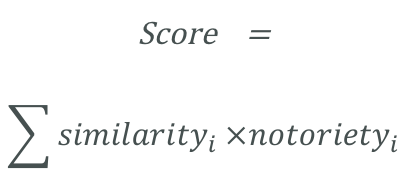 Score =
∑ similarityᵢ ×notorietyᵢ